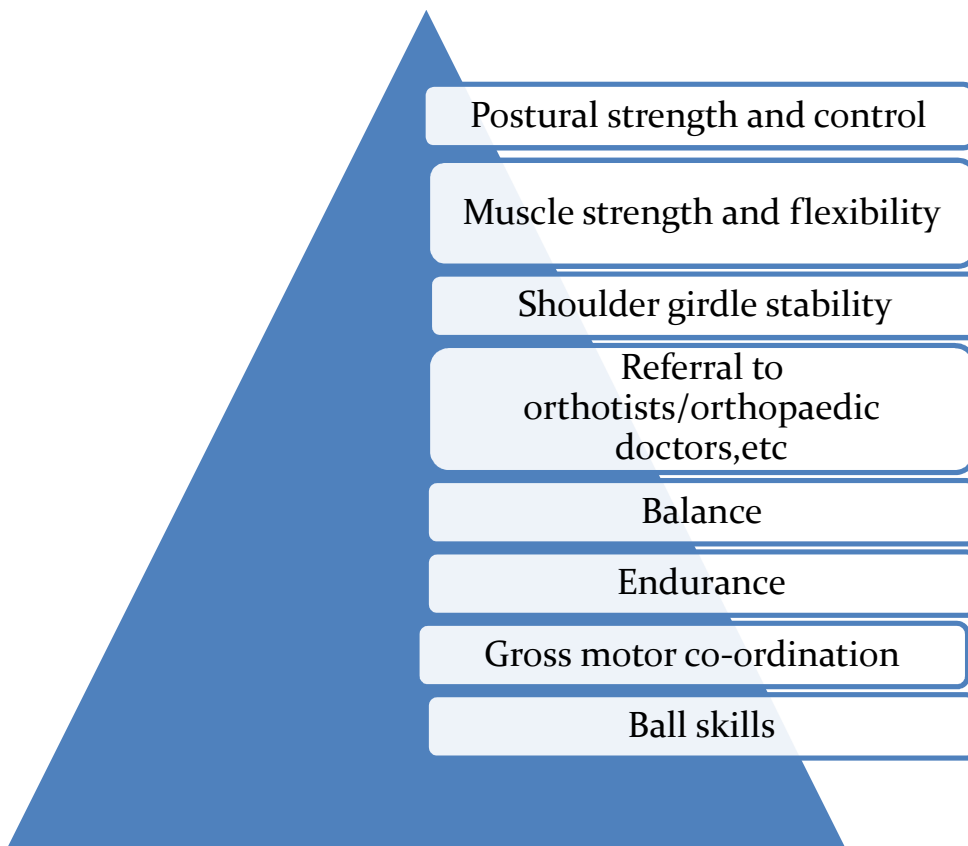 Postural strength and control
Muscle strength and flexibility
Shoulder girdle stability
Referral to
orthotists/orthopaedic
doctors,etc
Balance
Endurance
Gross motor co-ordination
Ball skills